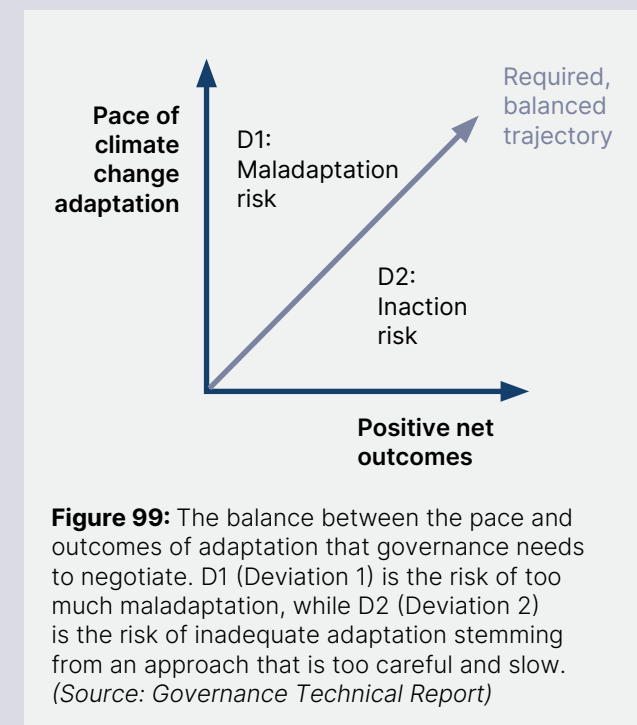 Pace of
climate
change
adaptation
D1:
Maladaptation
risk
Required,
balanced
trajectory
D2:
Inaction
risk
Positive net
outcomes
Figure 99: The balance between the pace and
outcomes of adaptation that governance needs
to negotiate. D1 (Deviation 1) is the risk of too
much maladaptation, while D2 (Deviation 2)
is the risk of inadequate adaptation stemming
from an approach that is too careful and slow.
(Source: Governance Technical Report)